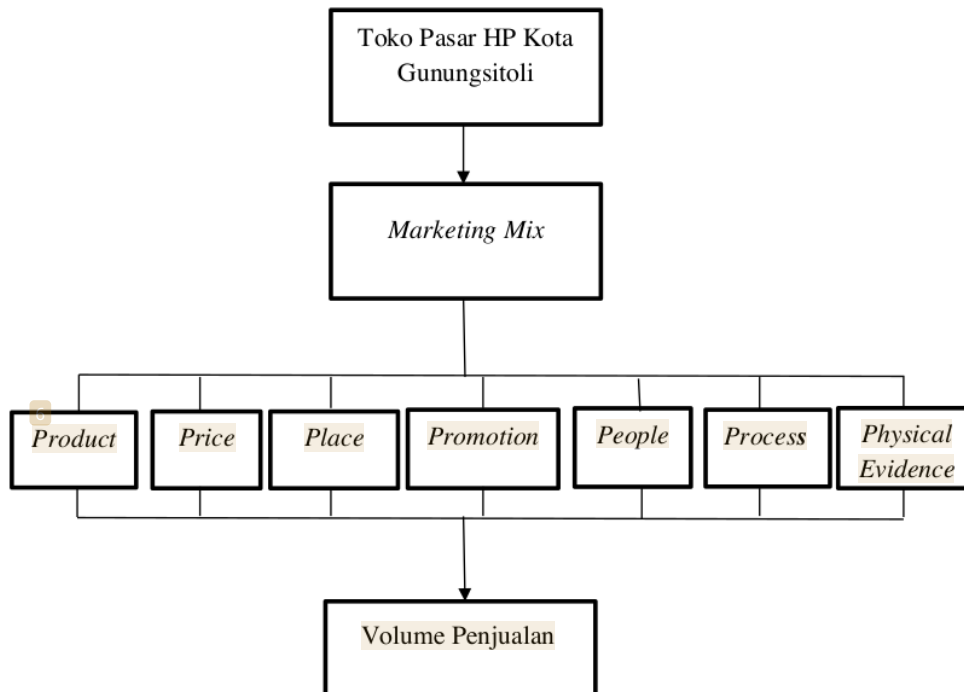 Toko Pasar HP Kota
Gunungsitoli
Marketing Mix
Product
Price
Place
Promotion
People
Process
Physical
Evidence
Volume Penjualan